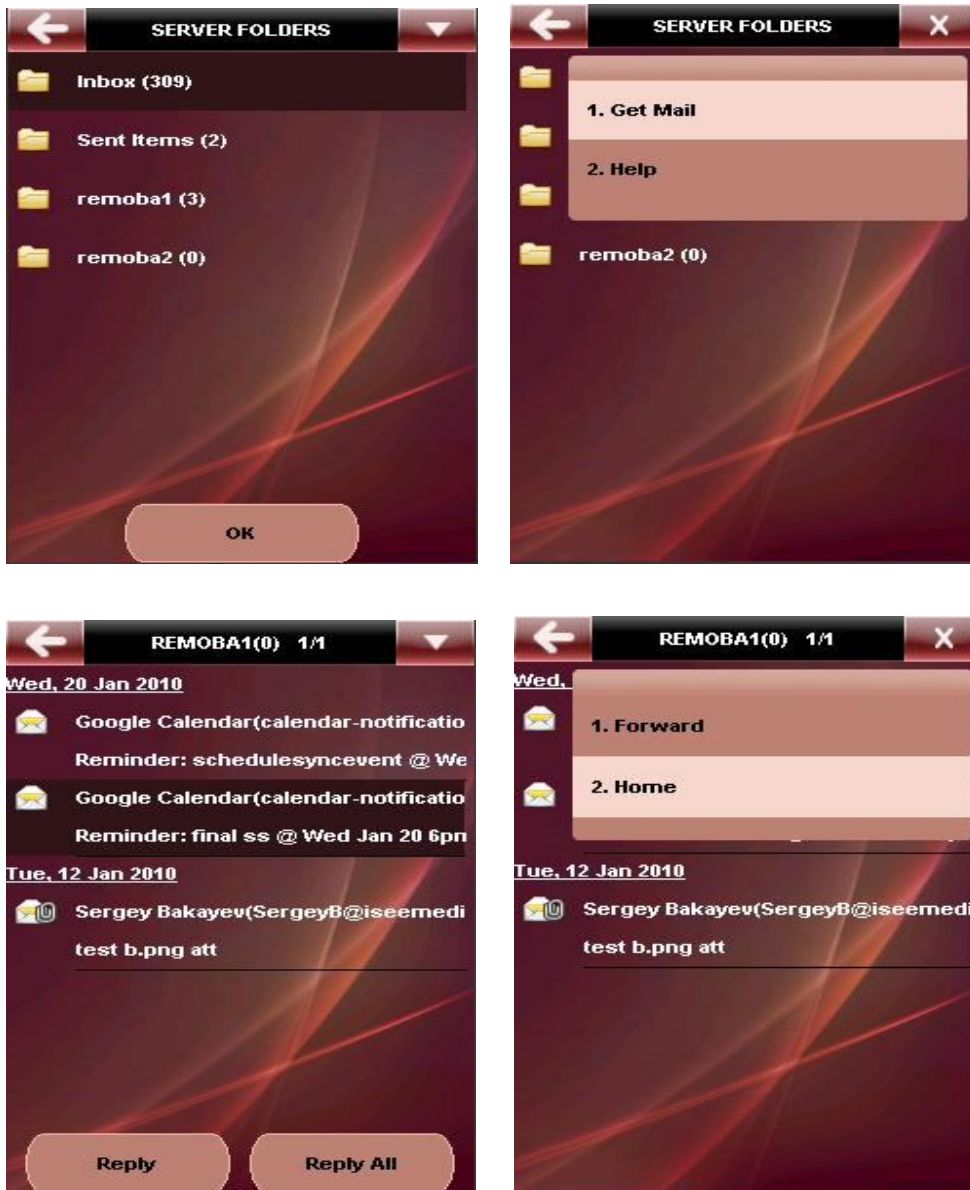 SERVER FOLDERS
Inbox (309)
Sent Items (2)
remoba1 (3)
remoba2 (0)
OK
SERVER FOLDERS
X
1. Get Mail
2. Help
remoba2 (0)
REMOBA1(0) 1/1
Wed, 20 Jan 2010
Google Calendar(calendar-notificatio
Reminder: schedulesyncevent @ We
Google Calendar(calendar-notificatio
Reminder: final ss @ Wed Jan 20 6pm
Tue, 12 Jan 2010
Sergey Bakayev(SergeyB@iseemedi
test b.png att
Reply
Reply All
REMOBA1(0) 1/1
X
Wed,
1. Forward
2. Home
Tue, 12 Jan 2010
Sergey Bakayev(SergeyB@iseemedi
test b.png att